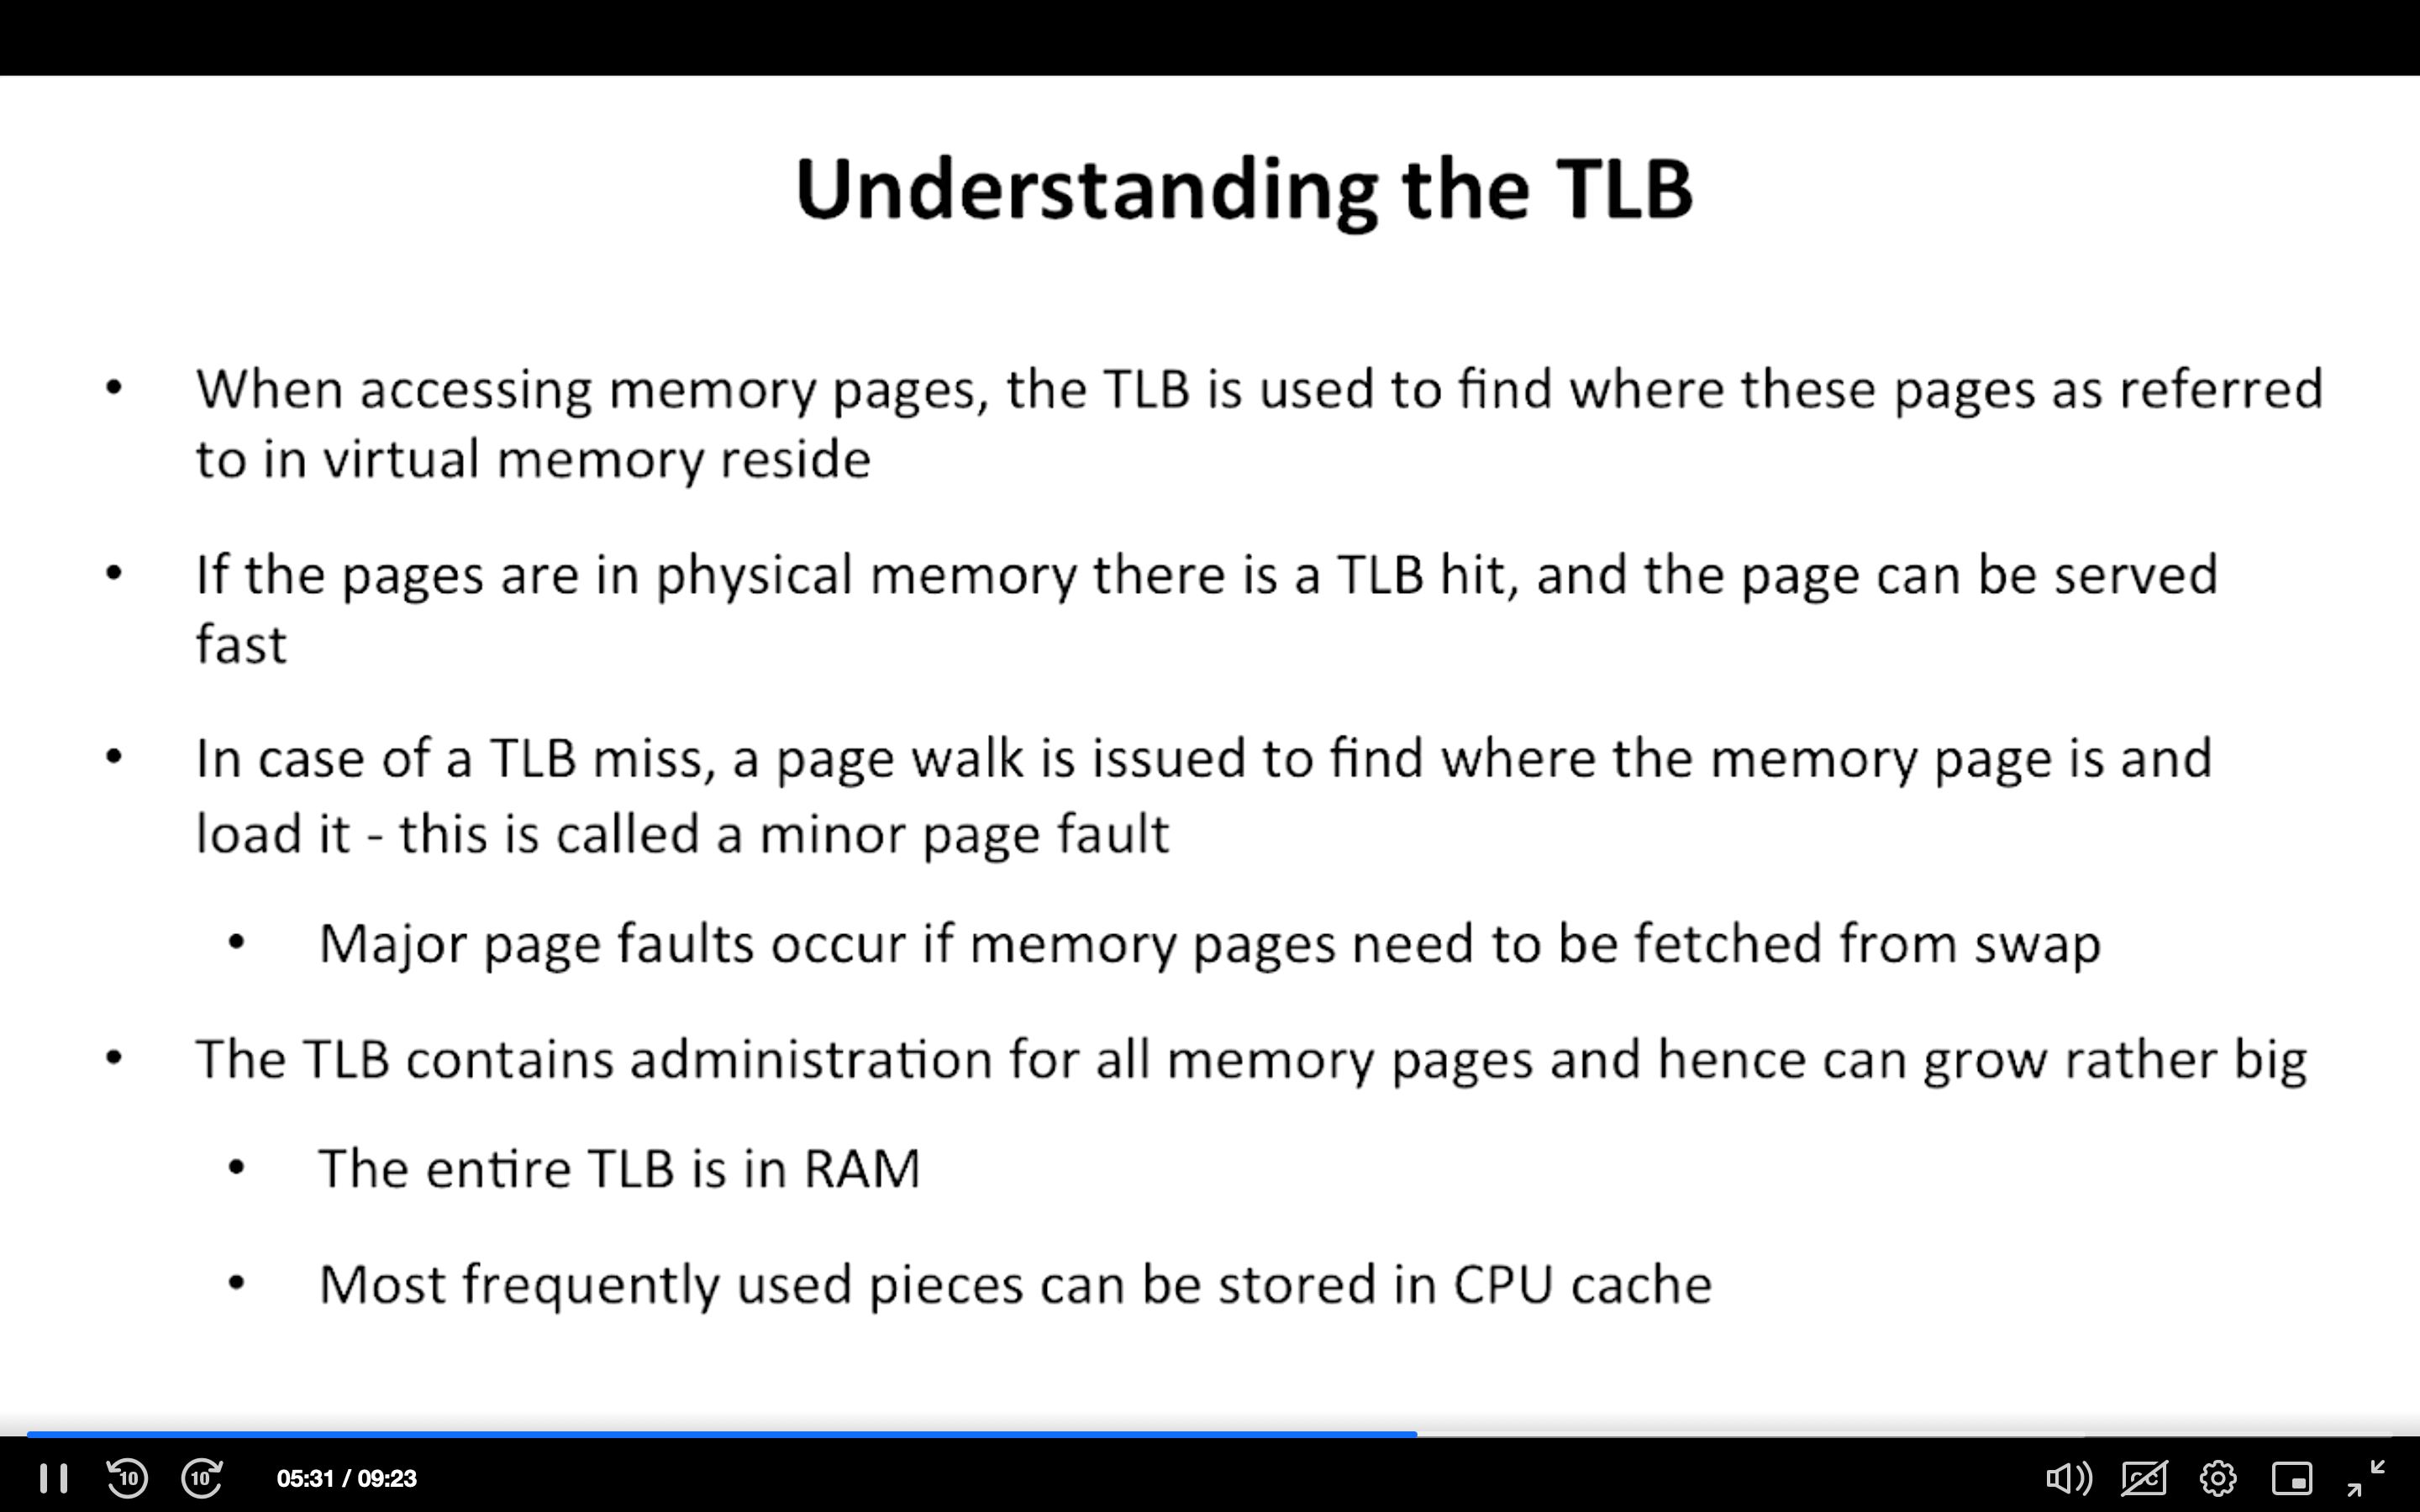 Understanding the TLB
• When accessing memory pages, the TLB is used to find where these pages as referred
to in virtual memory reside
• If the pages are in physical memory there is a TLB hit, and the page can be served
fast
• In case of a TLB miss, a page walk is issued to find where the memory page is and
load it - this is called a minor page fault
• Major page faults occur if memory pages need to be fetched from swap
• The TLB contains administration for all memory pages and hence can grow rather big
• The entire TLB is in RAM
• Most frequently used pieces can be stored in CPU cache
10 10 05:31 / 09:23 CC